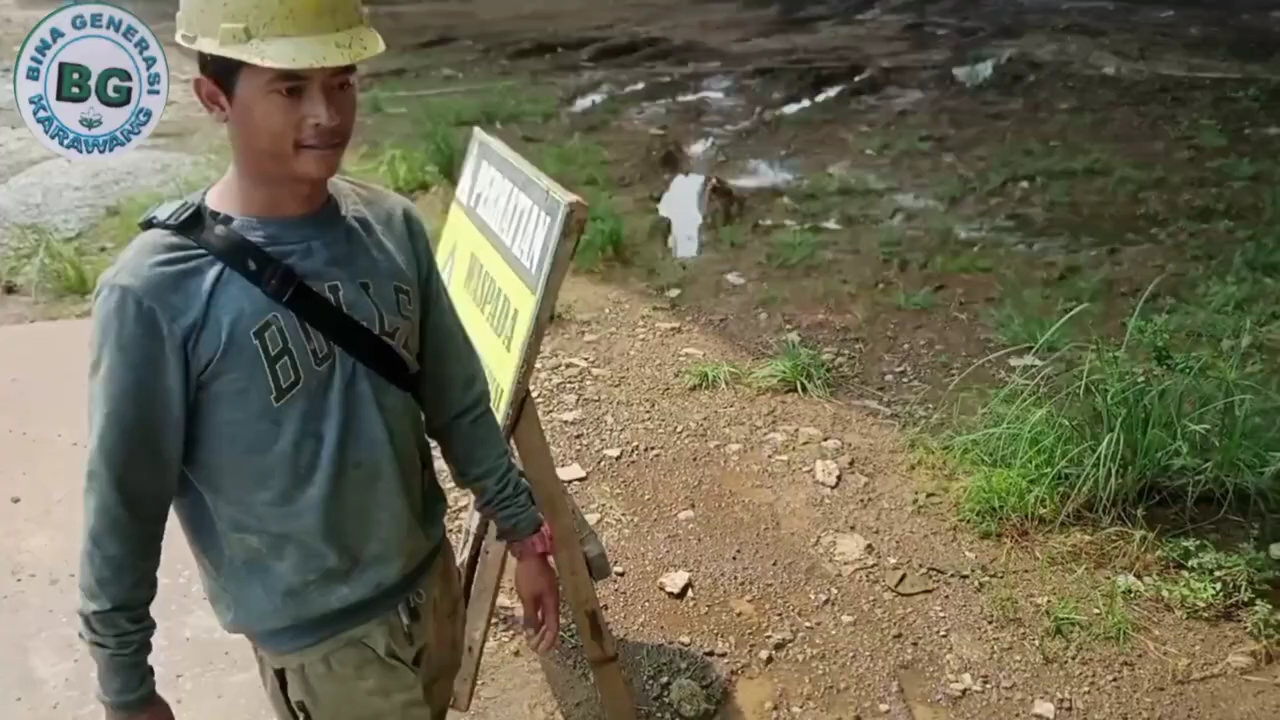 BINA GENERASI
BG
KARAWANG
PERHATIAN
WASPADA
BULLS